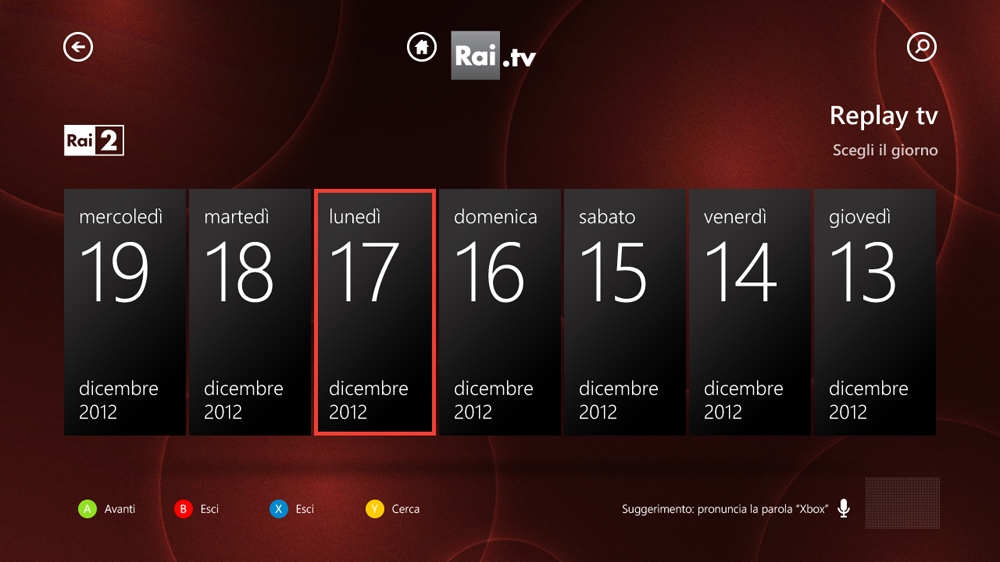 Rai.tv
Replay tv
Scegli il giorno
Rai 2
mercoledì
19
dicembre
2012
martedì
18
dicembre
2012
lunedì
17
dicembre
2012
domenica
16
dicembre
2012
sabato
15
dicembre
2012
venerdì
14
dicembre
2012
giovedì
13
dicembre
2012
A Avanti
B Esci
X Esci
Y Cerca
Suggerimento: pronuncia la parola “Xbox”